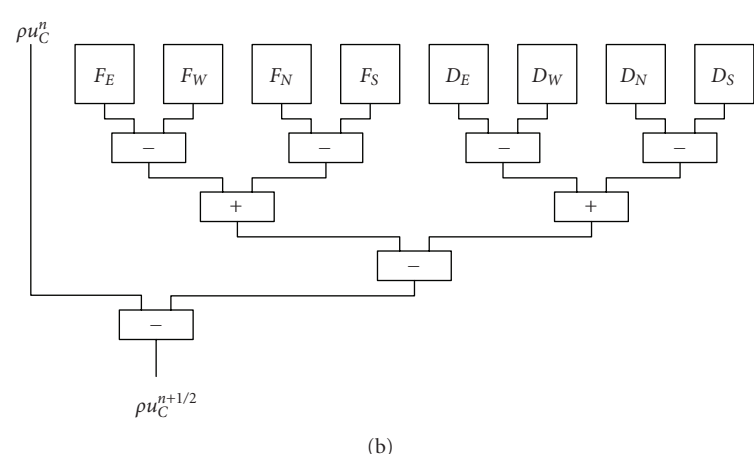 ρu_C^n
F_E F_W F_N F_S D_E D_W D_N D_S
− − − −
+ +
−
−
ρu_C^{n+1/2}
(b)